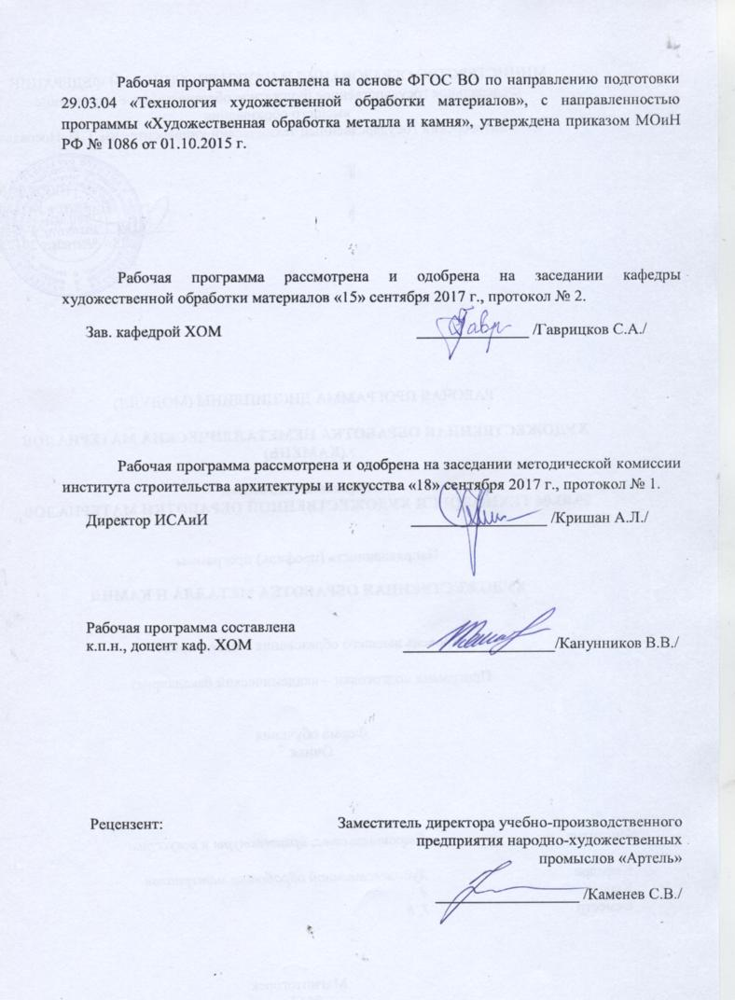 Рабочая программа составлена на основе ФГОС ВО по направлению подготовки
29.03.04 «Технология художественной обработки материалов», с направленностью
программы «Художественная обработка металла и камня», утверждена приказом МОиН
РФ № 1086 от 01.10.2015 г.
Рабочая программа рассмотрена и одобрена на заседании кафедры
художественной обработки материалов «15» сентября 2017 г., протокол № 2.
Зав. кафедрой ХОМ /Гаврицков С.А./
Рабочая программа рассмотрена и одобрена на заседании методической комиссии
института строительства архитектуры и искусства «18» сентября 2017 г., протокол № 1.
Директор ИСАиИ /Кришан А.Л./
Рабочая программа составлена
к.п.н., доцент каф. ХОМ /Канунников В.В./
Рецензент: Заместитель директора учебно-производственного
предприятия народно-художественных
промыслов «Артель»
/Каменев С.В./